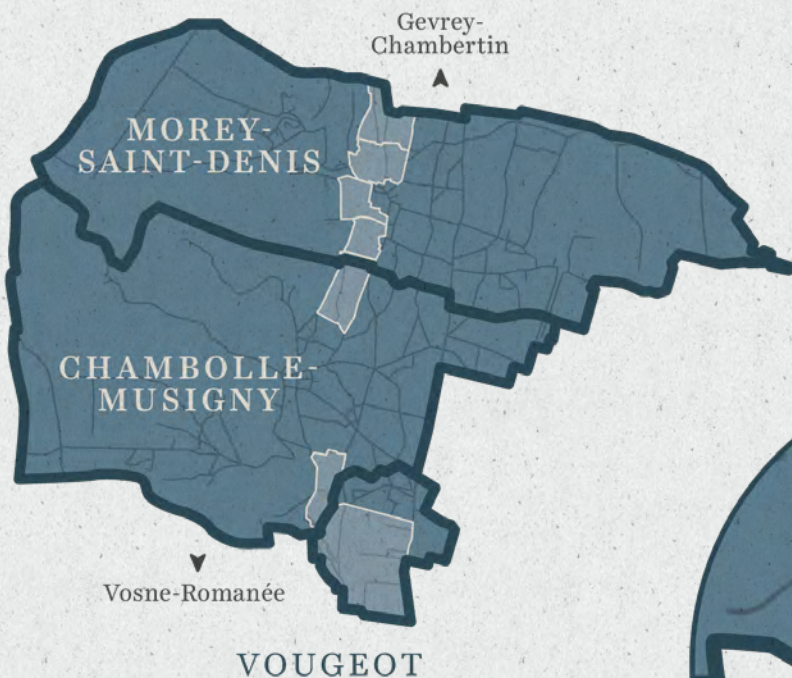 Gevrey-
Chambertin
MOREY-
SAINT-DENIS
CHAMBOLLE-
MUSIGNY
Vosne-Romanée
VOUGEOT